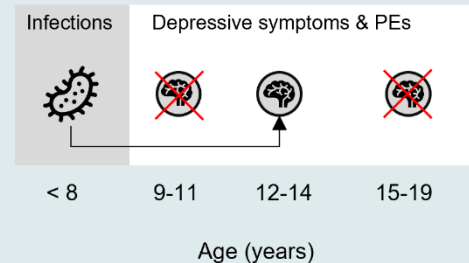 Infections
Depressive symptoms & PEs
< 8
9-11
12-14
15-19
Age (years)